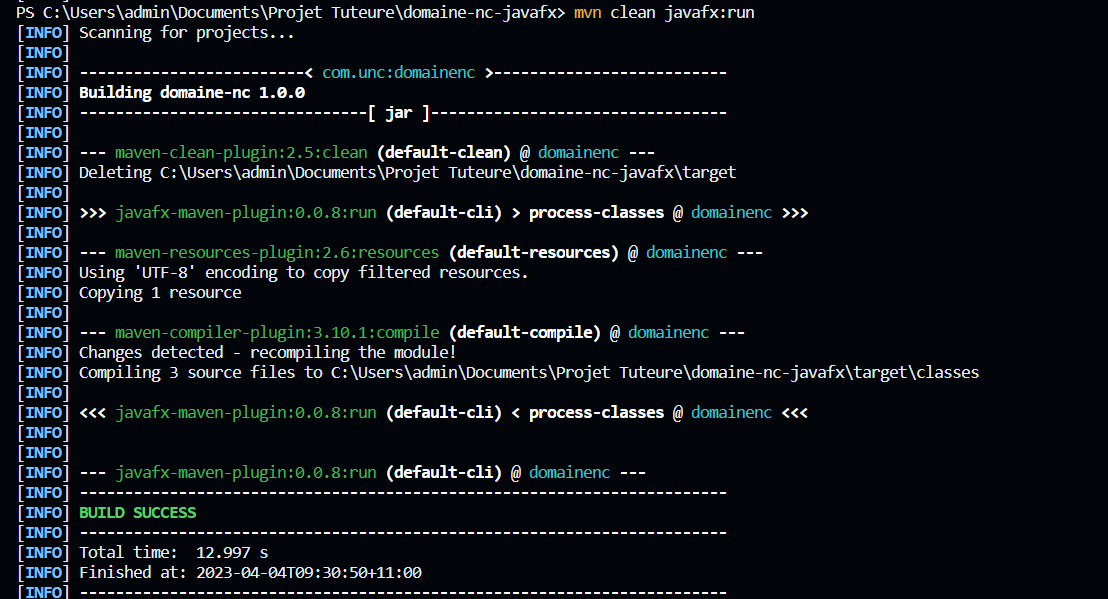 PS C:\Users\admin\Documents\Projet Tuteure\domaine-nc-javafx> mvn clean javafx:run
[INFO] Scanning for projects...
[INFO]
[INFO] -------------------------< com.unc:domainenc >--------------------------
[INFO] Building domaine-nc 1.0.0
[INFO] --------------------------------[ jar ]---------------------------------
[INFO]
[INFO] --- maven-clean-plugin:2.5:clean (default-clean) @ domainenc ---
[INFO] Deleting C:\Users\admin\Documents\Projet Tuteure\domaine-nc-javafx\target
[INFO]
[INFO] >>> javafx-maven-plugin:0.0.8:run (default-cli) > process-classes @ domainenc >>>
[INFO]
[INFO] --- maven-resources-plugin:2.6:resources (default-resources) @ domainenc ---
[INFO] Using 'UTF-8' encoding to copy filtered resources.
[INFO] Copying 1 resource
[INFO]
[INFO] --- maven-compiler-plugin:3.10.1:compile (default-compile) @ domainenc ---
[INFO] Changes detected - recompiling the module!
[INFO] Compiling 3 source files to C:\Users\admin\Documents\Projet Tuteure\domaine-nc-javafx\target\classes
[INFO]
[INFO] <<< javafx-maven-plugin:0.0.8:run (default-cli) < process-classes @ domainenc <<<
[INFO]
[INFO]
[INFO] --- javafx-maven-plugin:0.0.8:run (default-cli) @ domainenc ---
[INFO] ------------------------------------------------------------------------
[INFO] BUILD SUCCESS
[INFO] ------------------------------------------------------------------------
[INFO] Total time:  12.997 s
[INFO] Finished at: 2023-04-04T09:30:50+11:00
[INFO] ------------------------------------------------------------------------